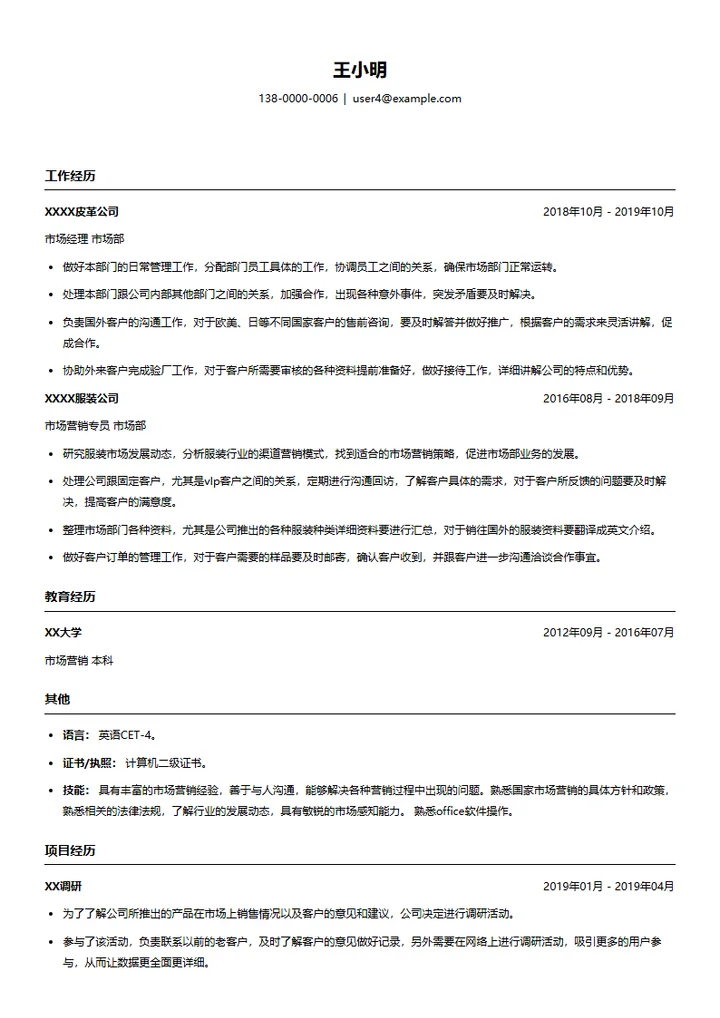 王小明
138-0000-0006 | user4@example.com
工作经历
XXXX皮革公司 2018年10月 - 2019年10月
市场经理 市场部
• 做好本部门的日常管理工作，分配部门员工具体的工作，协调员工之间的关系，确保市场部门正常运转。
• 处理本部门跟公司内部其他部门之间的关系，加强合作，出现各种意外事件，突发矛盾要及时解决。
• 负责国外客户的沟通工作，对于欧美、日等不同国家客户的售前咨询，要及时解答并做好推广，根据客户的需求来灵活讲解，促
成合作。
• 协助外来客户完成验厂工作，对于客户所需要审核的各种资料提前准备好，做好接待工作，详细讲解公司的特点和优势。
XXXX服装公司 2016年08月 - 2018年09月
市场营销专员 市场部
• 研究服装市场发展动态，分析服装行业的渠道营销模式，找到适合的市场营销策略，促进市场部业务的发展。
• 处理公司跟固定客户，尤其是vlp客户之间的关系，定期进行沟通回访，了解客户具体的需求，对于客户所反馈的问题要及时解
决，提高客户的满意度。
• 整理市场部门各种资料，尤其是公司推出的各种服装种类详细资料要进行汇总，对于销往国外的服装资料要翻译成英文介绍。
• 做好客户订单的管理工作，对于客户需要的样品要及时邮寄，确认客户收到，并跟客户进一步沟通洽谈合作事宜。
教育经历
XX大学 2012年09月 - 2016年07月
市场营销 本科
其他
• 语言： 英语CET-4。
• 证书/执照： 计算机二级证书。
• 技能： 具有丰富的市场营销经验，善于与人沟通，能够解决各种营销过程中出现的问题。熟悉国家市场营销的具体方针和政策，
熟悉相关的法律法规，了解行业的发展动态，具有敏锐的市场感知能力。 熟悉office软件操作。
项目经历
XX调研 2019年01月 - 2019年04月
• 为了了解公司所推出的产品在市场上销售情况以及客户的意见和建议，公司决定进行调研活动。
• 参与了该活动，负责联系以前的老客户，及时了解客户的意见做好记录，另外需要在网络上进行调研活动，吸引更多的用户参
与，从而让数据更全面更详细。